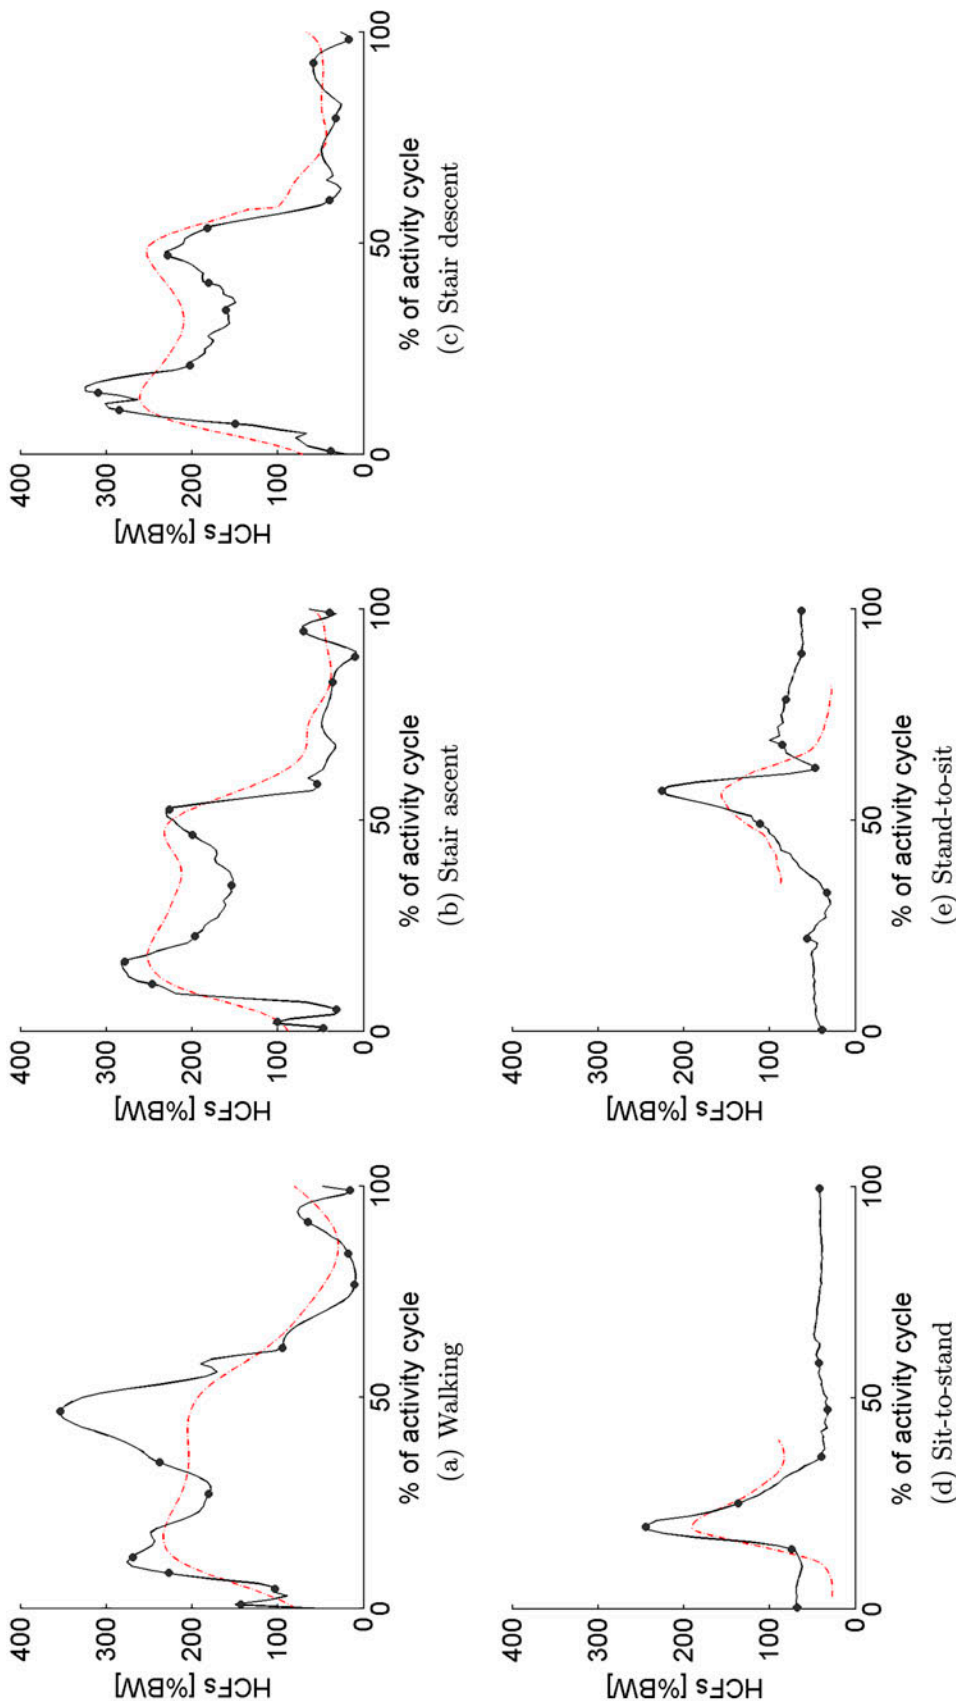 HCFs [%BW]
400
300
200
100
0
0
50
100
% of activity cycle
(a) Walking
HCFs [%BW]
400
300
200
100
0
0
50
100
% of activity cycle
(b) Stair ascent
HCFs [%BW]
400
300
200
100
0
0
50
100
% of activity cycle
(c) Stair descent
HCFs [%BW]
400
300
200
100
0
0
50
100
% of activity cycle
(d) Sit-to-stand
HCFs [%BW]
400
300
200
100
0
0
50
100
% of activity cycle
(e) Stand-to-sit